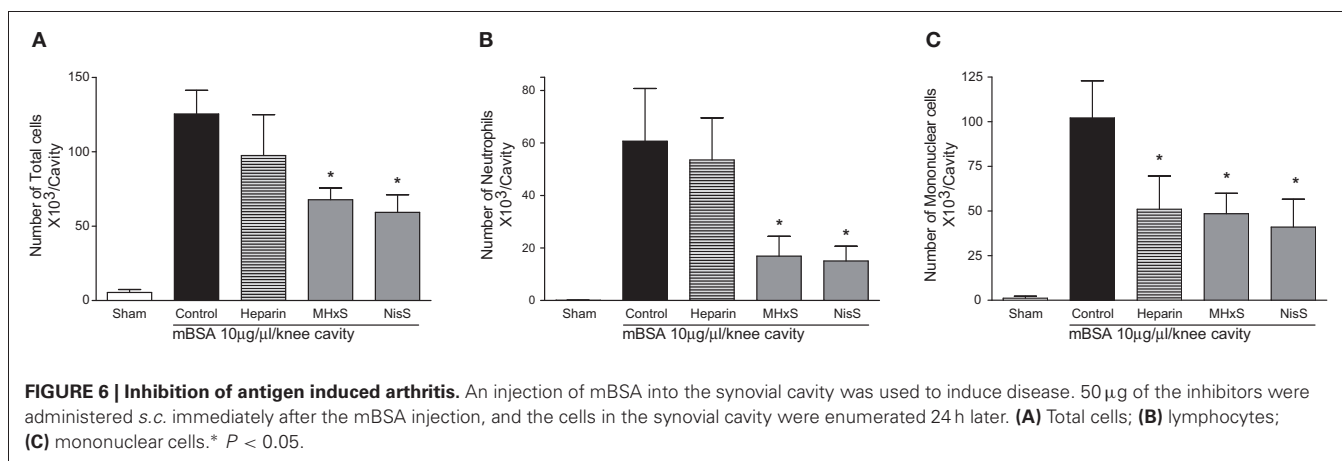 A
Number of Total cells
X10³/Cavity
150
100
50
0
Sham
Control
Heparin
MHxS
NisS
*
*
mBSA 10µg/µl/knee cavity
B
Number of Neutrophils
X10³/Cavity
80
60
40
20
0
Sham
Control
Heparin
MHxS
NisS
*
*
mBSA 10µg/µl/knee cavity
C
Number of Mononuclear cells
X10³/Cavity
125
100
75
50
25
0
Sham
Control
Heparin
MHxS
NisS
*
*
*
mBSA 10µg/µl/knee cavity
FIGURE 6 | Inhibition of antigen induced arthritis. An injection of mBSA into the synovial cavity was used to induce disease. 50 µg of the inhibitors were
administered s.c. immediately after the mBSA injection, and the cells in the synovial cavity were enumerated 24 h later. (A) Total cells; (B) lymphocytes;
(C) mononuclear cells.* P < 0.05.